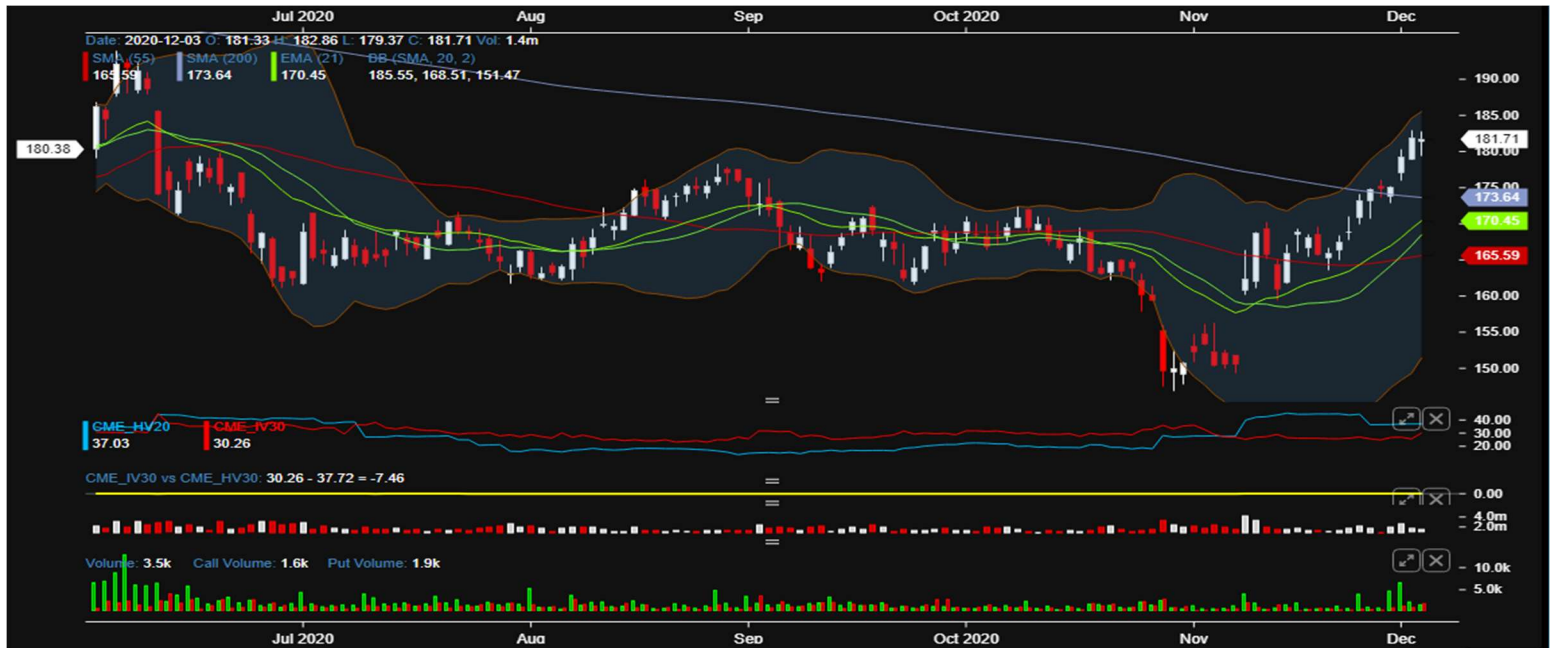 Jul 2020 Aug Sep Oct 2020 Nov Dec
Date: 2020-12-03 O: 181.33 H: 182.86 L: 179.37 C: 181.71 Vol: 1.4m
SMA (55) SMA (200) EMA (21) BB (SMA, 20, 2)
165.59 173.64 170.45 185.55, 168.51, 151.47
190.00
185.00
180.38
181.71
180.00
175.00
173.64
170.45
165.59
160.00
155.00
150.00
CME_HV20 CME_IV30
37.03 30.26
40.00
30.00
20.00
CME_IV30 vs CME_HV30: 30.26 - 37.72 = -7.46
0.00
4.0m
2.0m
Volume: 3.5k Call Volume: 1.6k Put Volume: 1.9k
10.0k
5.0k
Jul 2020 Aug Sep Oct 2020 Nov Dec